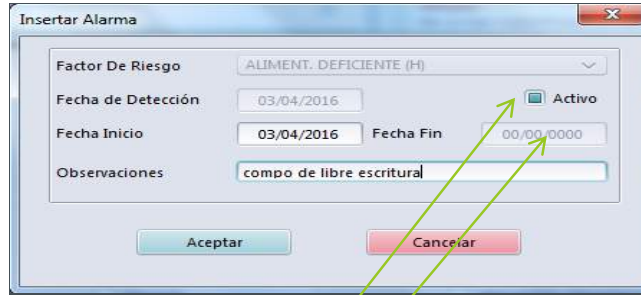 Insertar Alarma
Factor De Riesgo ALIMENT. DEFICIENTE (H)
Fecha de Detección 03/04/2016 Activo
Fecha Inicio 03/04/2016 Fecha Fin 00/00/0000
Observaciones compo de libre escritura
Aceptar Cancelar